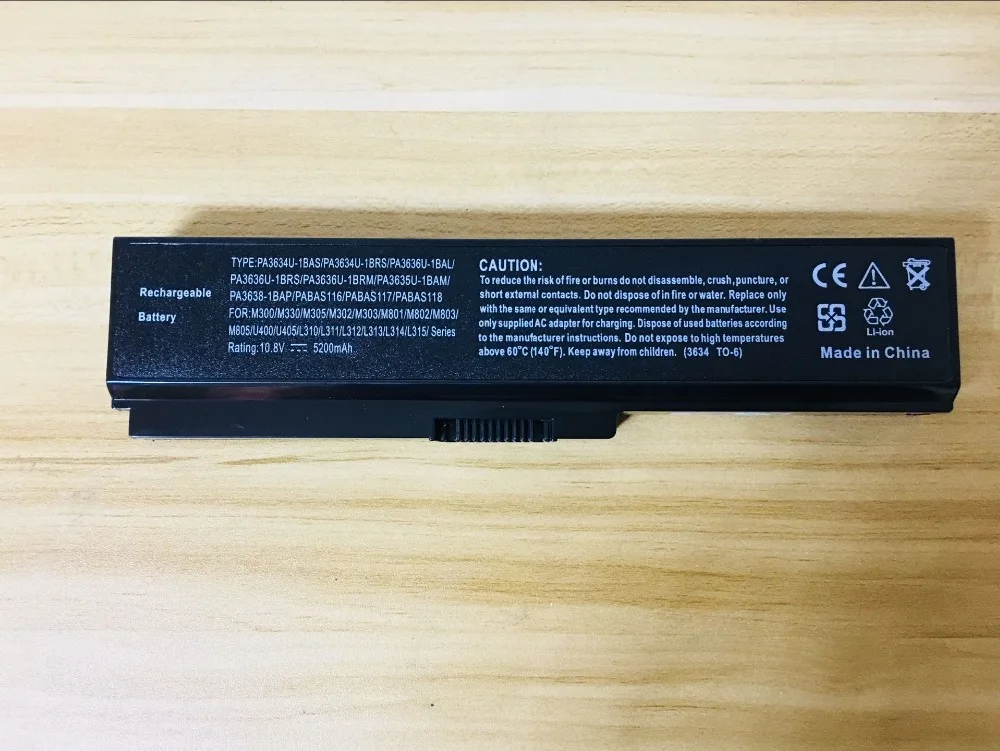 Rechargeable
Battery
TYPE:PA3634U-1BAS/PA3634U-1BRS/PA3636U-1BAL/
PA3636U-1BRS/PA3636U-1BRM/PA3635U-1BAM/
PA3638-1BAP/PABAS116/PABAS117/PABAS118
FOR:M300/M330/M305/M302/M303/M801/M802/M803/
M805/U400/U405/L310/L311/L312/L313/L314/L315/ Series
Rating:10.8V 5200mAh
CAUTION:
To reduce the risk of fire or burns do not disassemble, crush, puncture, or
short external contacts. Do not dispose of in fire or water. Replace only
with the same or equivalent type recommended by the manufacturer. Use
only supplied AC adapter for charging. Dispose of used batteries according
to the manufacturer instructions. Do not expose to high temperatures
above 60°C (140°F). Keep away from children. (3634 TO-6)
CE
Li-ion
Made in China